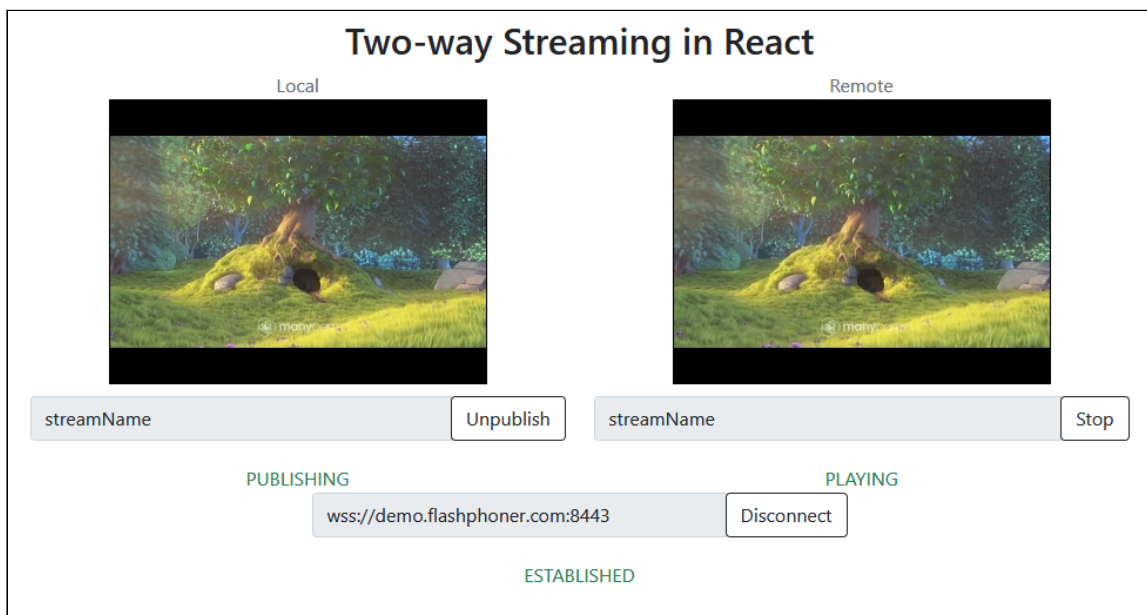 Two-way Streaming in React
Local
Remote
streamName
Unpublish
streamName
Stop
PUBLISHING
PLAYING
wss://demo.flashphoner.com:8443
Disconnect
ESTABLISHED